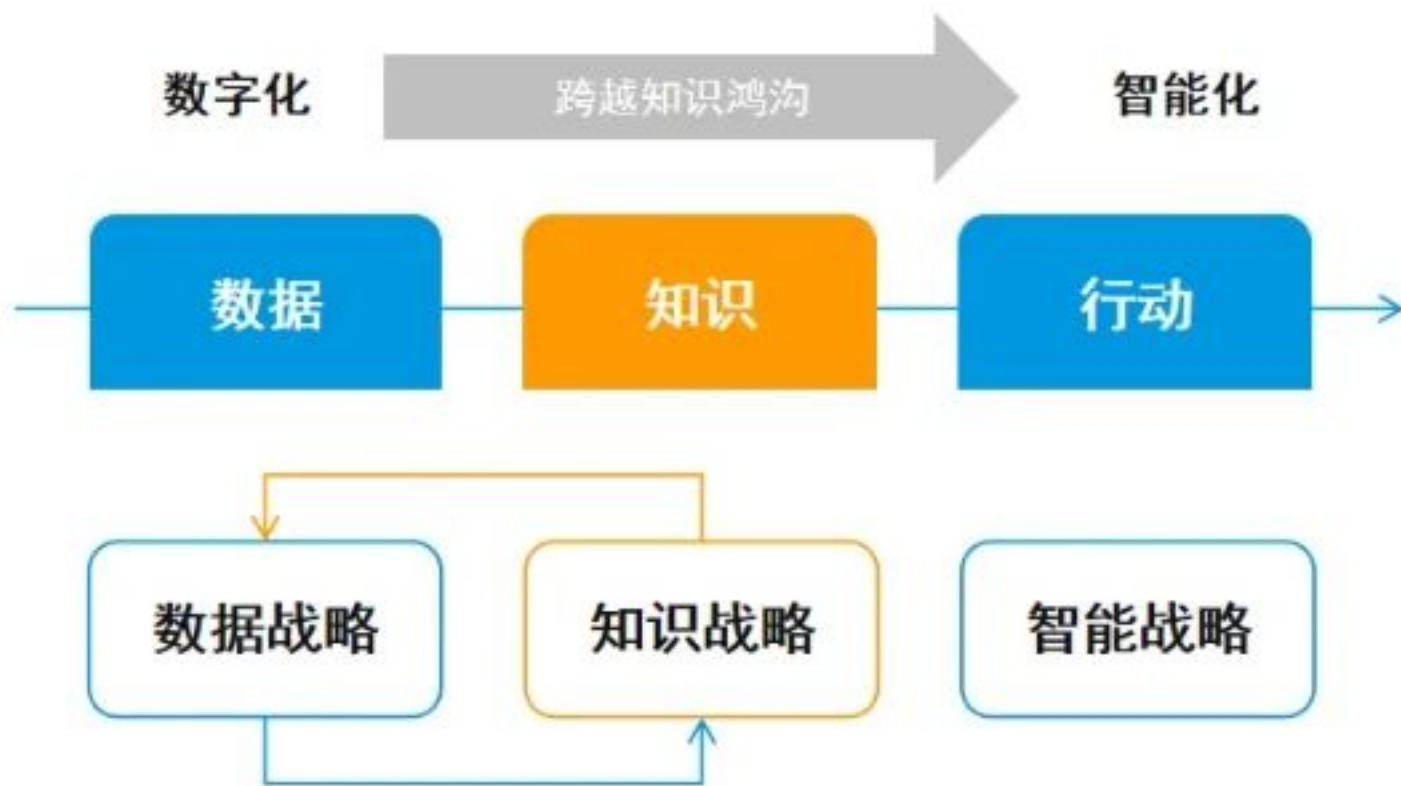 数字化
跨越知识鸿沟
智能化
数据
知识
行动
数据战略
知识战略
智能战略